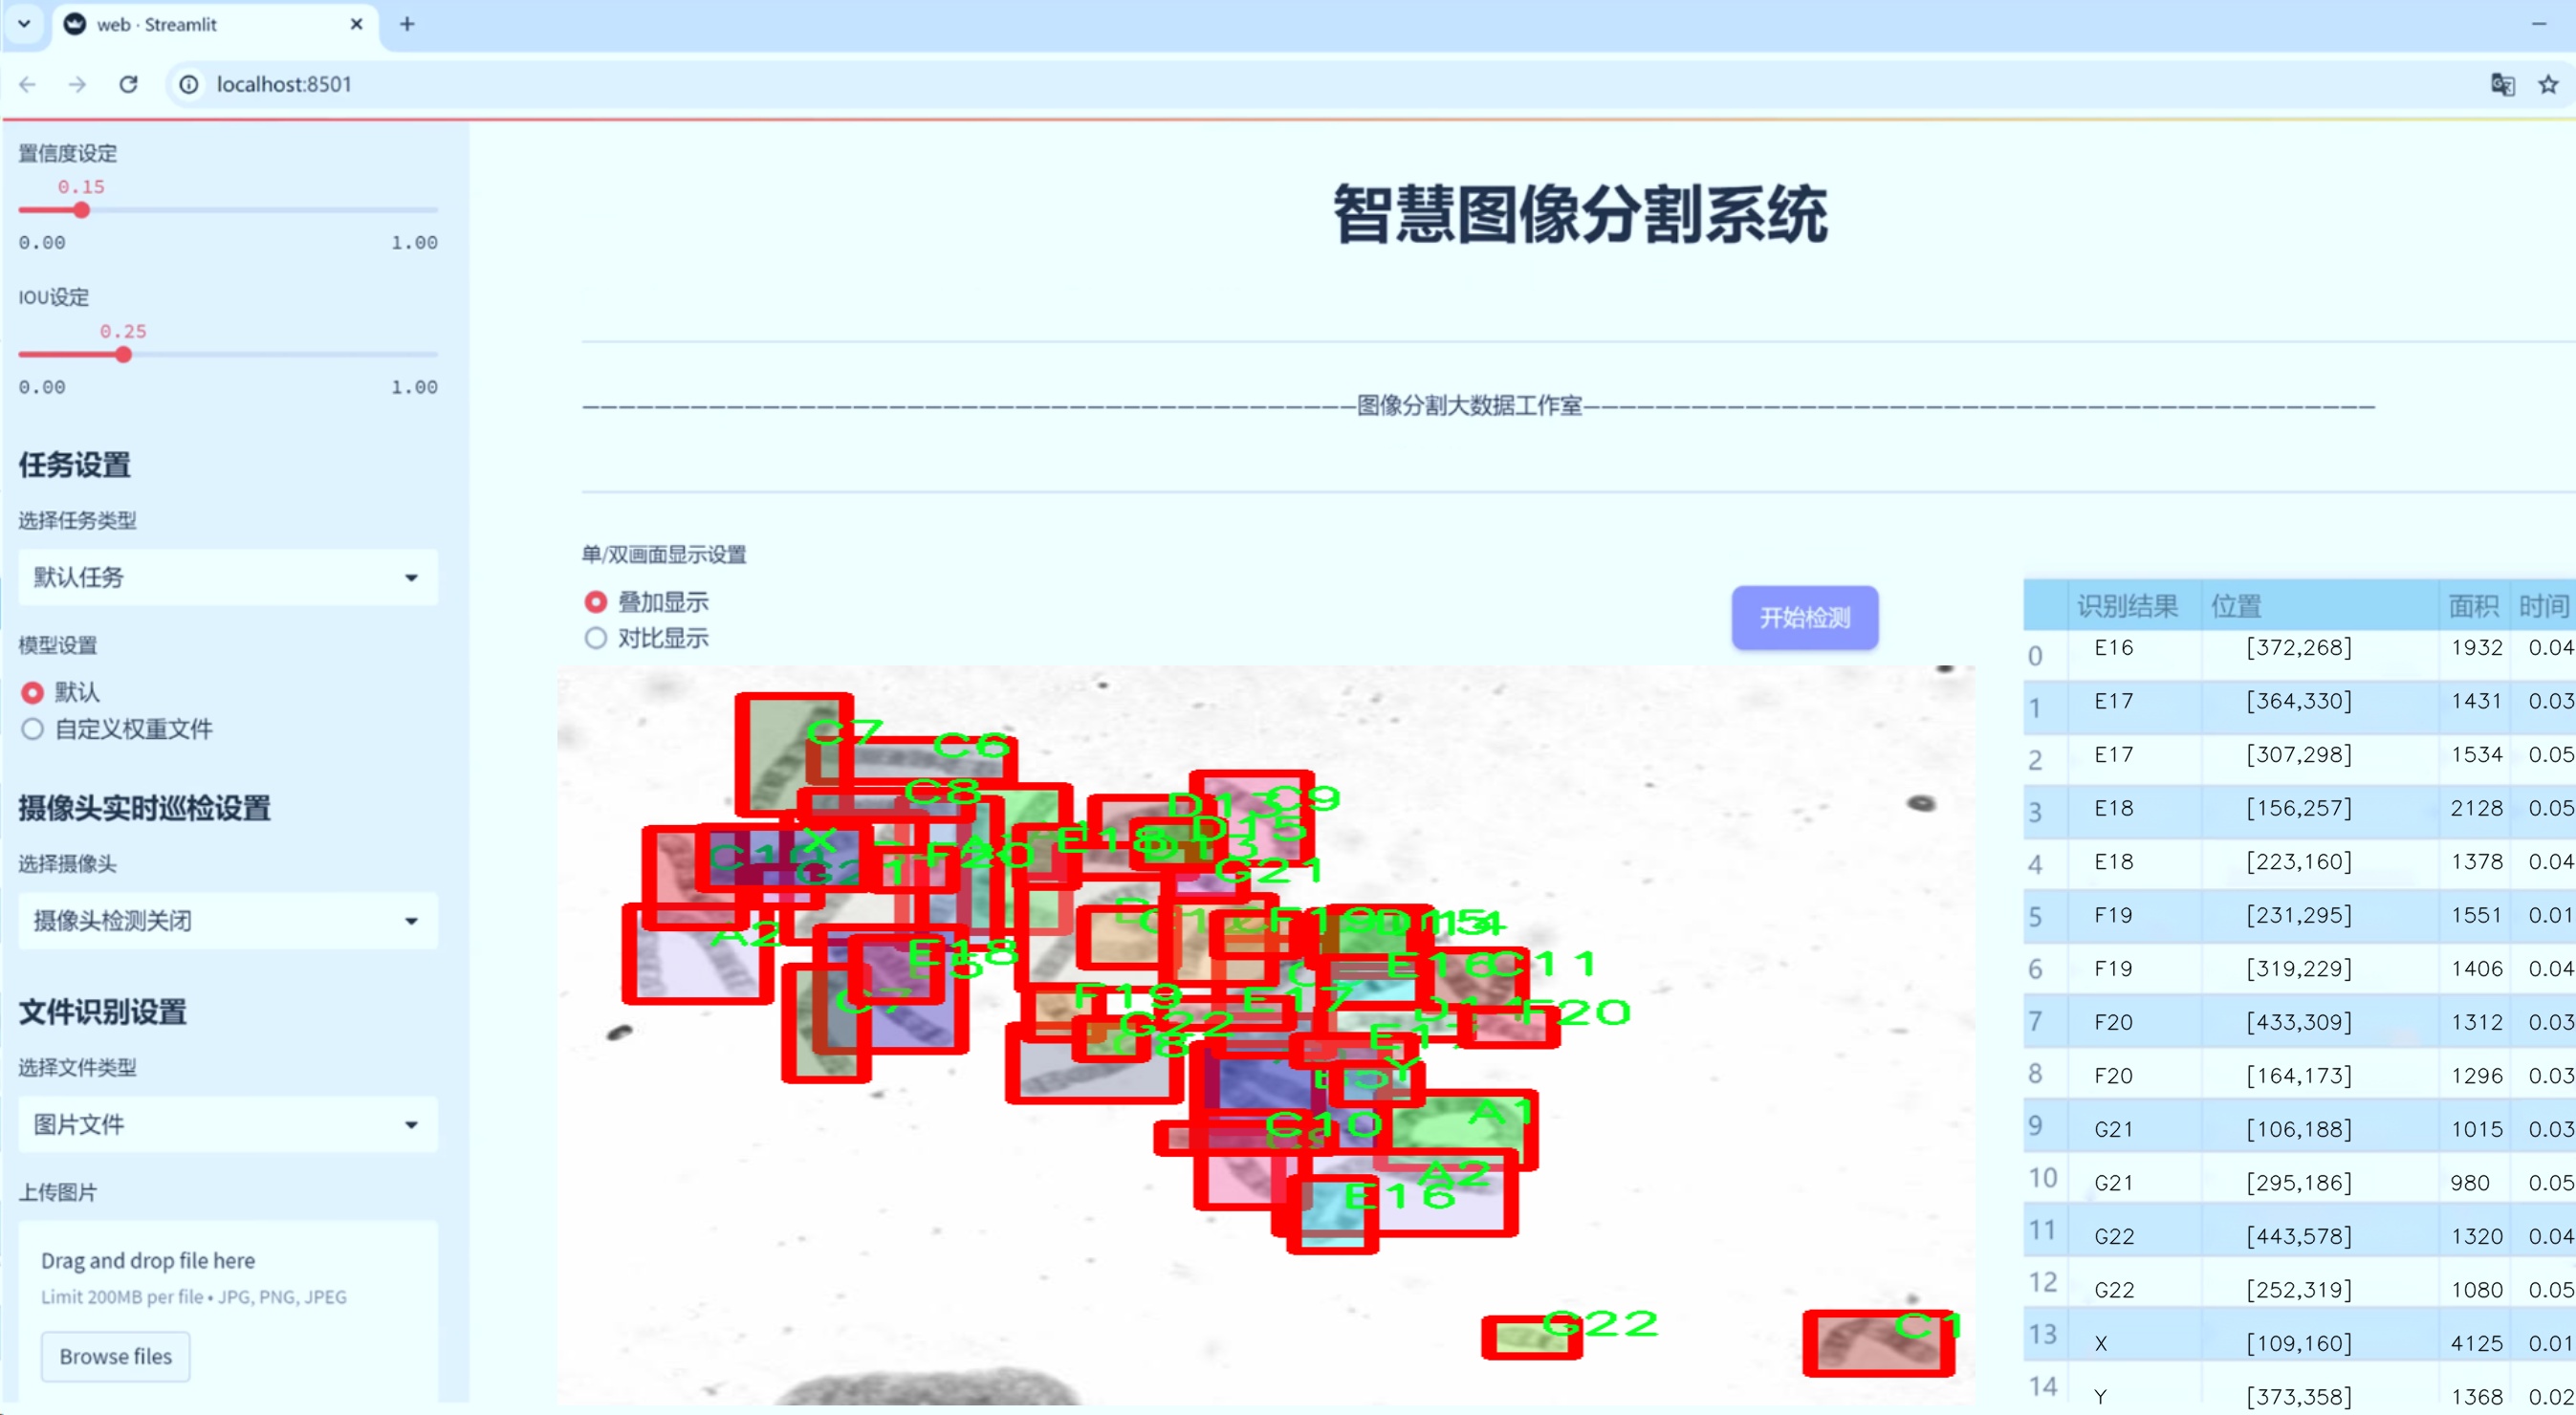 web · Streamlit
localhost:8501
置信度设定
0.15
0.00 1.00
IOU设定
0.25
0.00 1.00
任务设置
选择任务类型
默认任务
模型设置
默认
自定义权重文件
摄像头实时巡检设置
选择摄像头
摄像头检测关闭
文件识别设置
选择文件类型
图片文件
上传图片
Drag and drop file here
Limit 200MB per file • JPG, PNG, JPEG
Browse files
智慧图像分割系统
图像分割大数据工作室
单/双画面显示设置
叠加显示
对比显示
开始检测
C7
C6
C8
D13
C9
D15
X
F20
E18
G21
G21
A2
E18
C7
F19
E16
C11
F19
E17
F20
G22
C8
Y
C10
A1
A2
E16
G22
C1
识别结果 位置 面积 时间
0 E16 [372,268] 1932 0.04
1 E17 [364,330] 1431 0.03
2 E17 [307,298] 1534 0.05
3 E18 [156,257] 2128 0.05
4 E18 [223,160] 1378 0.04
5 F19 [231,295] 1551 0.01
6 F19 [319,229] 1406 0.04
7 F20 [433,309] 1312 0.03
8 F20 [164,173] 1296 0.03
9 G21 [106,188] 1015 0.03
10 G21 [295,186] 980 0.05
11 G22 [443,578] 1320 0.04
12 G22 [252,319] 1080 0.05
13 X [109,160] 4125 0.01
14 Y [373,358] 1368 0.02